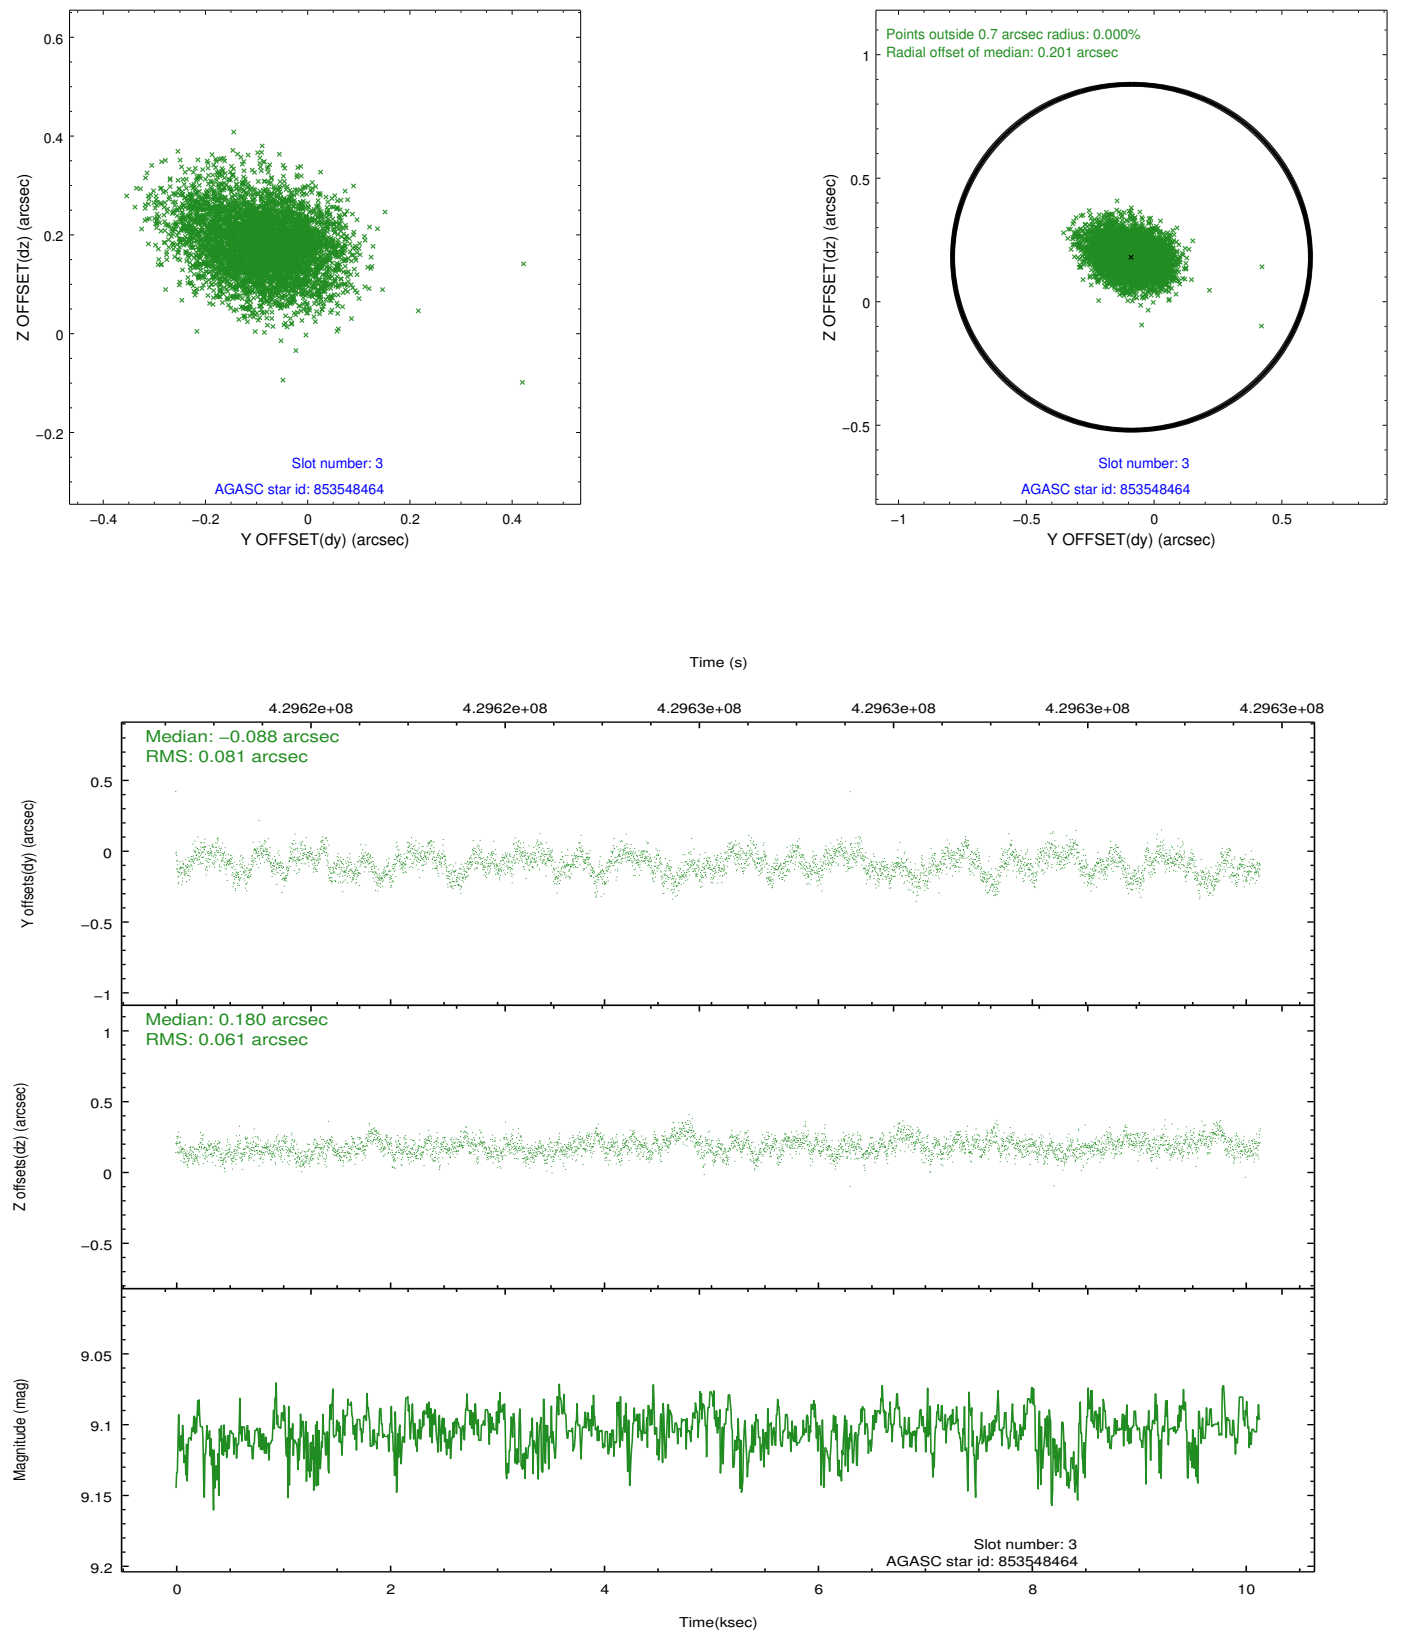 0.6
0.4
0.2
0
−0.2
Z OFFSET(dz) (arcsec)
Slot number: 3
AGASC star id: 853548464
−0.4
−0.2
0
0.2
0.4
Y OFFSET(dy) (arcsec)
Points outside 0.7 arcsec radius: 0.000%
Radial offset of median: 0.201 arcsec
1
0.5
0
−0.5
Z OFFSET(dz) (arcsec)
Slot number: 3
AGASC star id: 853548464
−1
−0.5
0
0.5
Y OFFSET(dy) (arcsec)
Time (s)
4.2962e+08
4.2962e+08
4.2963e+08
4.2963e+08
4.2963e+08
4.2963e+08
Median: −0.088 arcsec
RMS: 0.081 arcsec
0.5
0
−0.5
−1
Y offsets(dy) (arcsec)
Median: 0.180 arcsec
RMS: 0.061 arcsec
1
0.5
0
−0.5
Z offsets(dz) (arcsec)
9.05
9.1
9.15
9.2
Magnitude (mag)
Slot number: 3
AGASC star id: 853548464
0
2
4
6
8
10
Time(ksec)